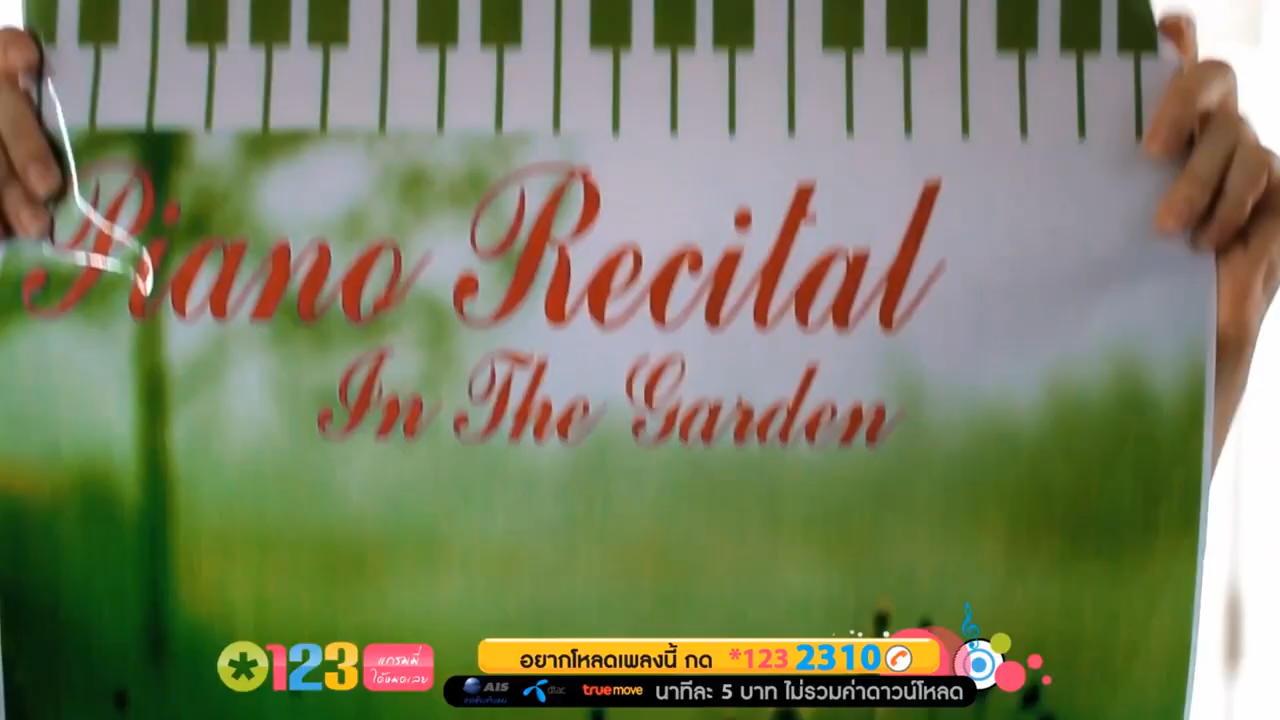 Piano Recital
In The Garden
*123 แกรมมี่ ได้หมดเลย
อยากโหลดเพลงนี้ กด *123 2310
AIS dtac truemove นาทีละ 5 บาท ไม่รวมค่าดาวน์โหลด